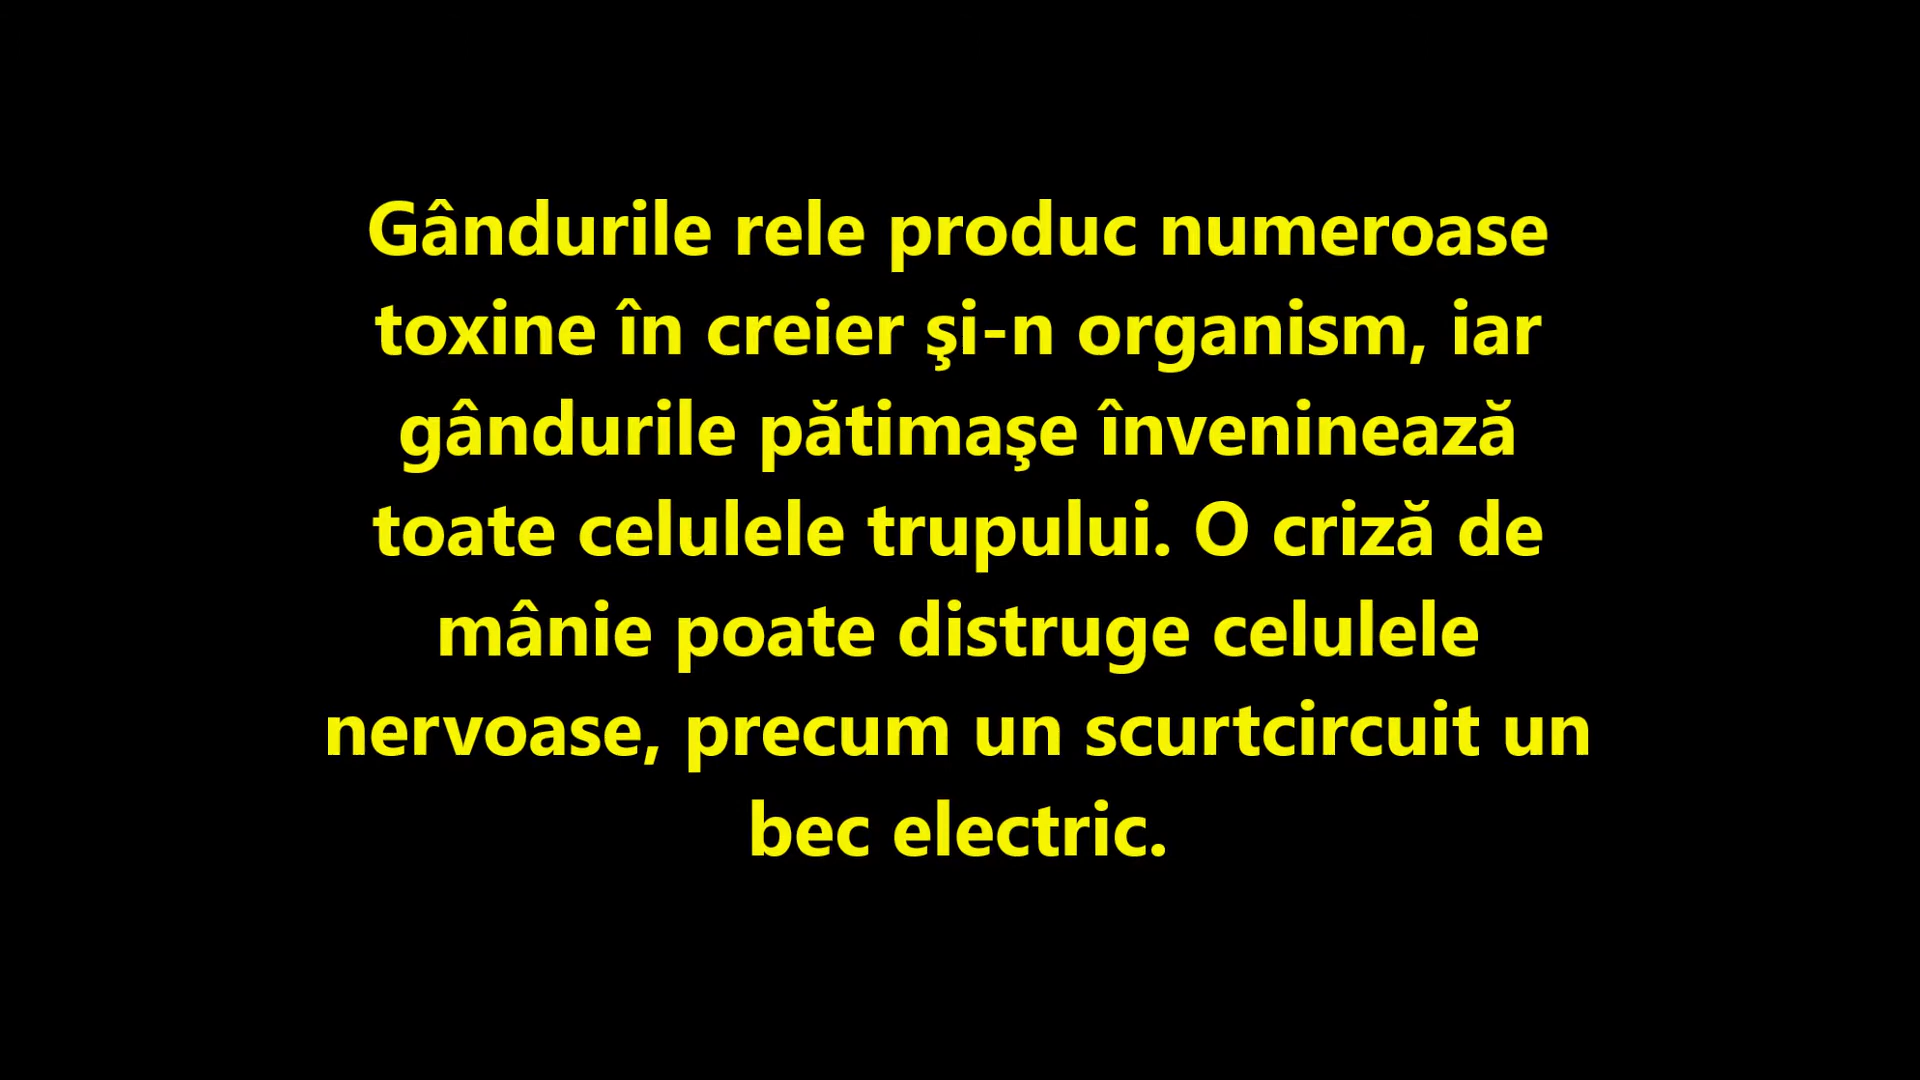 Gândurile rele produc numeroase
toxine în creier şi-n organism, iar
gândurile pătimaşe înveninează
toate celulele trupului. O criză de
mânie poate distruge celulele
nervoase, precum un scurtcircuit un
bec electric.